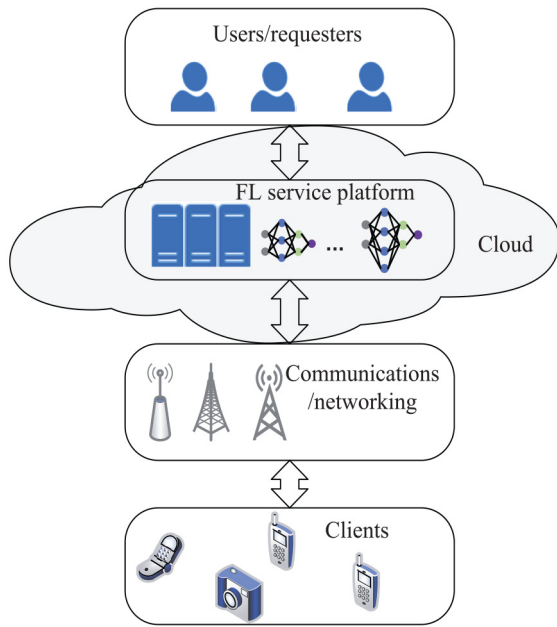 Users/requesters
FL service platform
...
Cloud
Communications
/networking
Clients